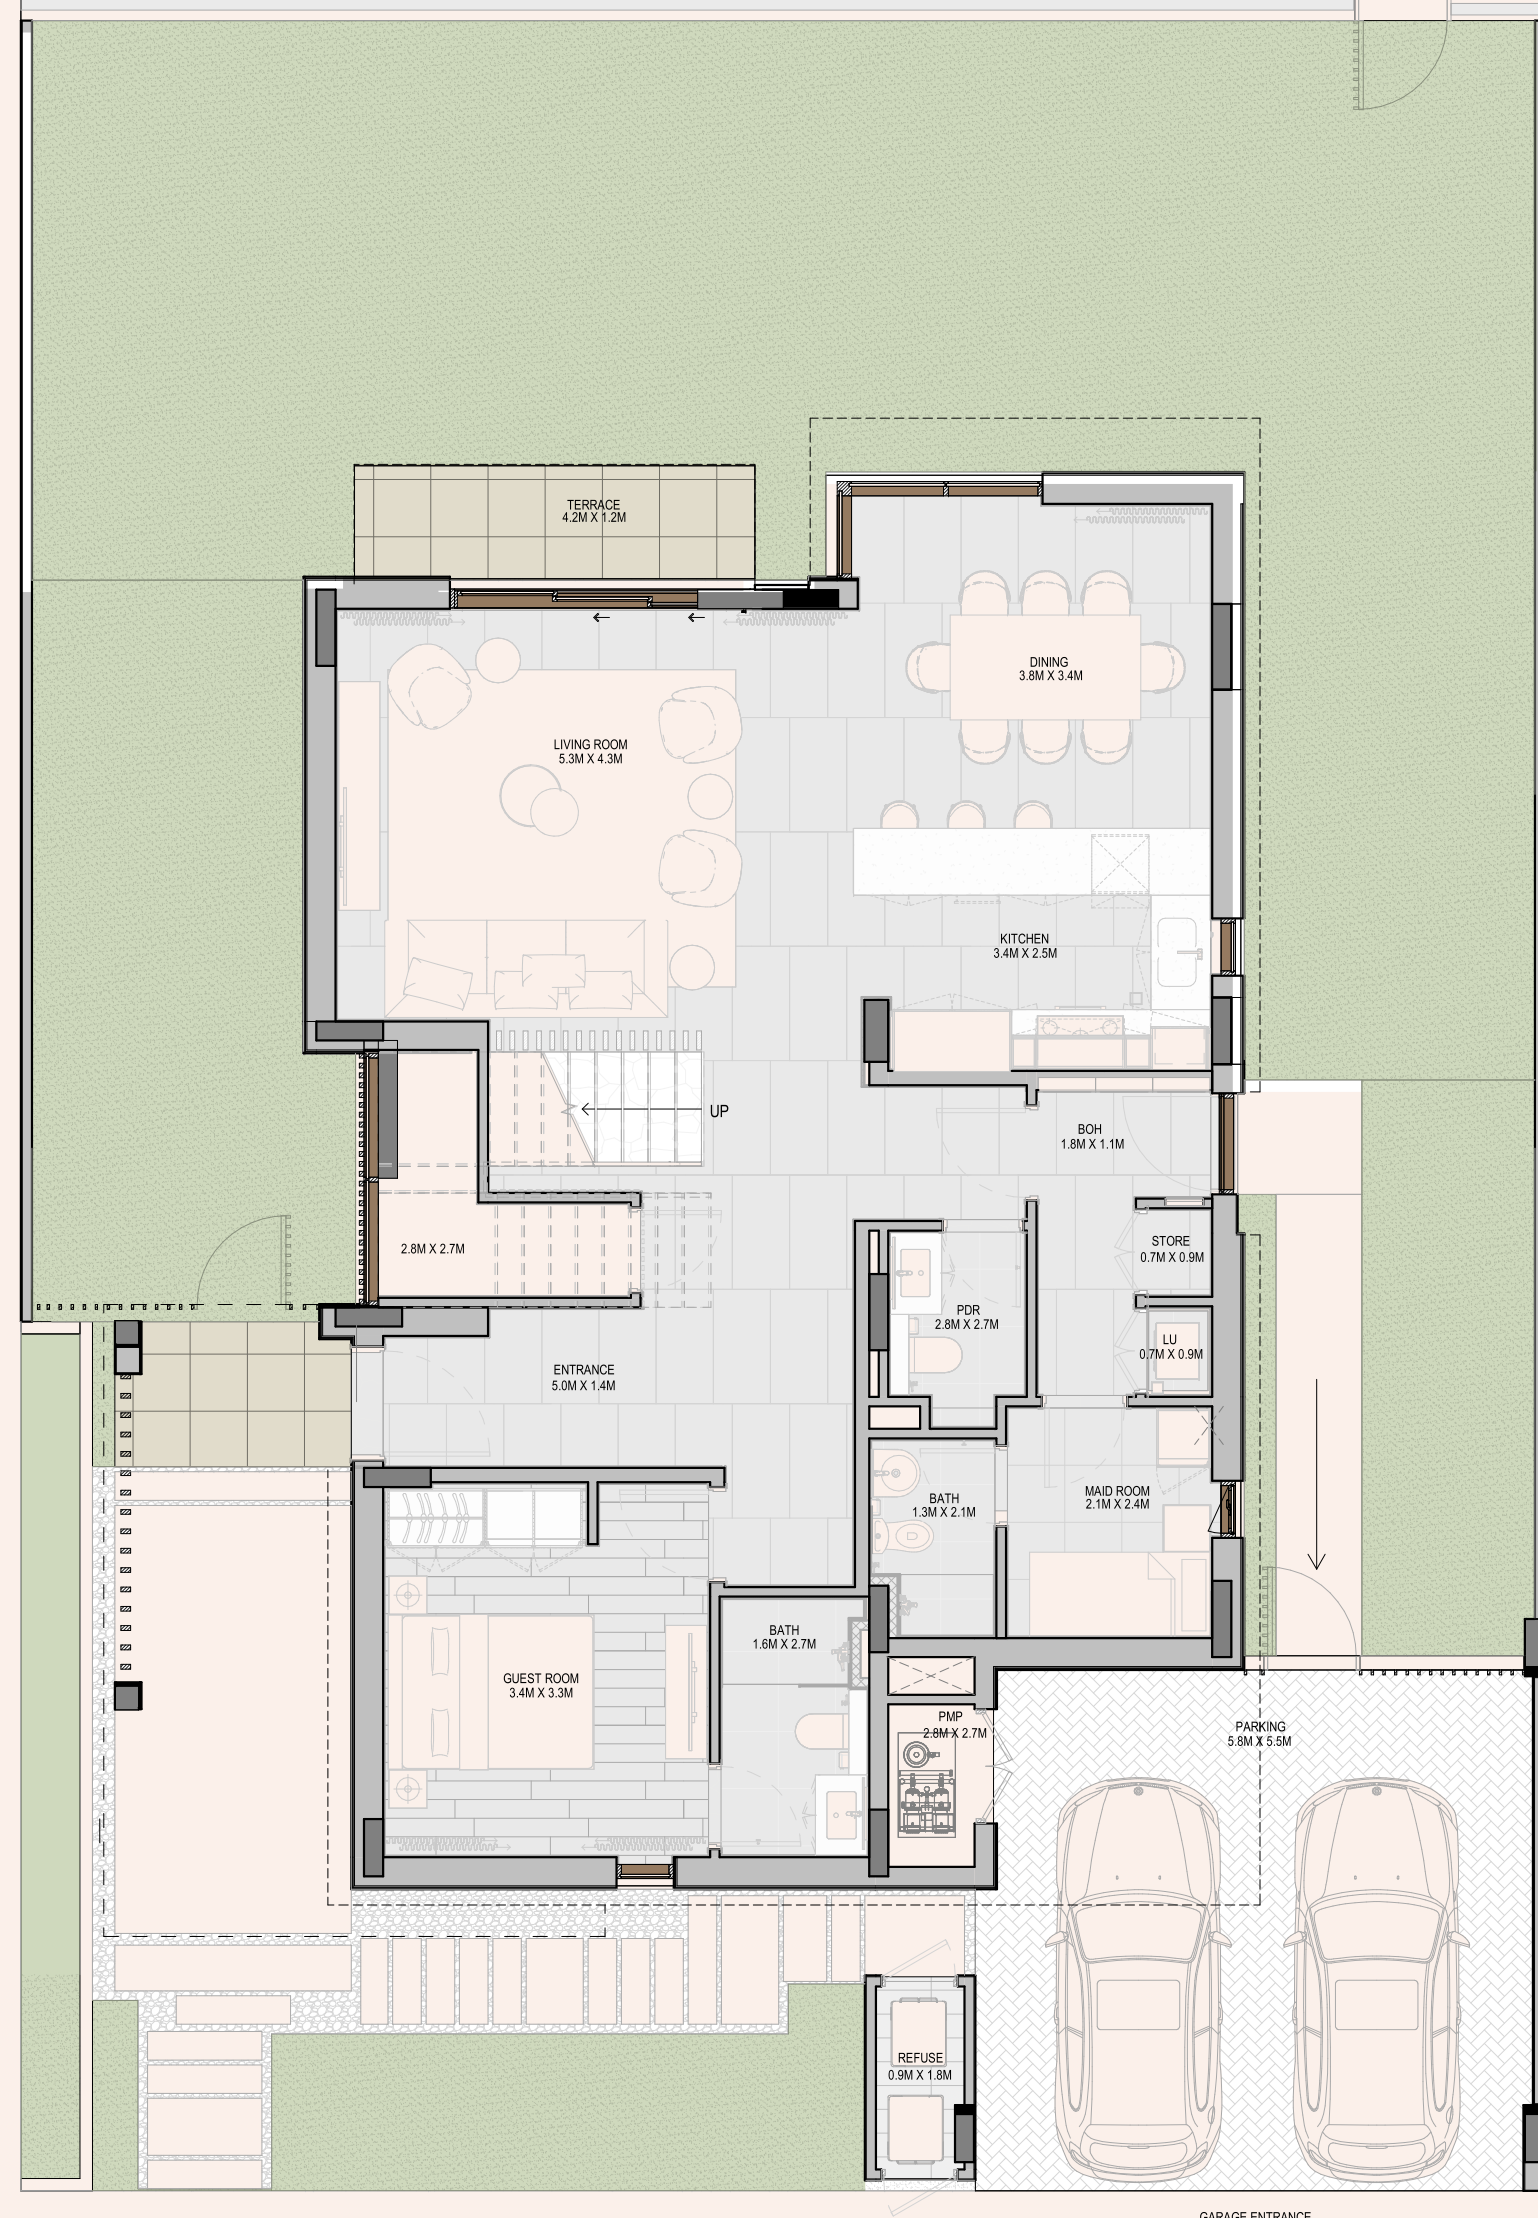 TERRACE
4.2M X 1.2M
DINING
3.8M X 3.4M
LIVING ROOM
5.3M X 4.3M
KITCHEN
3.4M X 2.5M
UP
BOH
1.8M X 1.1M
2.8M X 2.7M
STORE
0.7M X 0.9M
PDR
2.8M X 2.7M
LU
0.7M X 0.9M
ENTRANCE
5.0M X 1.4M
BATH
1.3M X 2.1M
MAID ROOM
2.1M X 2.4M
BATH
1.6M X 2.7M
GUEST ROOM
3.4M X 3.3M
PMP
2.8M X 2.7M
PARKING
5.8M X 5.5M
REFUSE
0.9M X 1.8M
GARAGE ENTRANCE